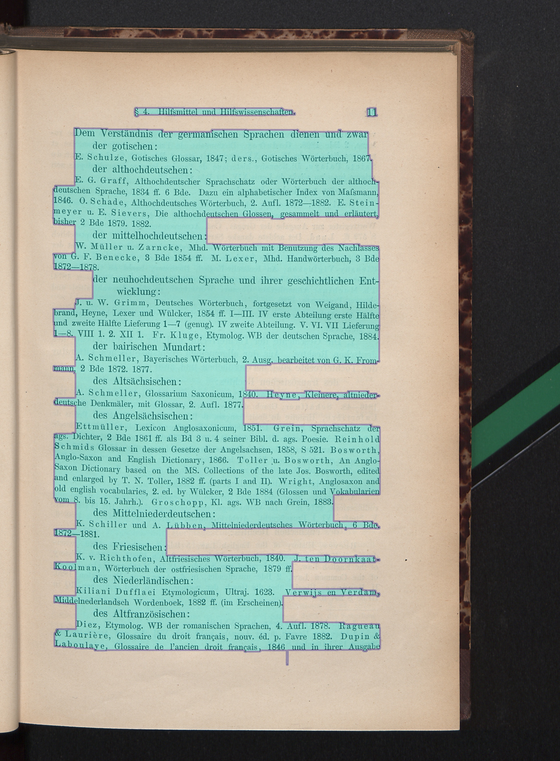 § 4. Hilfsmittel und Hilfswissenschaften. 11
Dem Verständnis der germanischen Sprachen dienen und zwar
der gotischen:
E. Schulze, Gotisches Glossar, 1847; ders., Gotisches Wörterbuch, 1867.
der althochdeutschen:
E. G. Graff, Althochdeutscher Sprachschatz oder Wörterbuch der althoch-
deutschen Sprache, 1834 ff. 6 Bde. Dazu ein alphabetischer Index von Maßmann,
1846. O. Schade, Althochdeutsches Wörterbuch, 2. Aufl. 1872—1882. E. Stein-
meyer u. E. Sievers, Die althochdeutschen Glossen, gesammelt und erläutert,
bisher 2 Bde 1879. 1882.
der mittelhochdeutschen:
W. Müller u. Zarncke, Mhd. Wörterbuch mit Benutzung des Nachlasses
von G. F. Benecke, 3 Bde 1854 ff. M. Lexer, Mhd. Handwörterbuch, 3 Bde
1872—1878.
der neuhochdeutschen Sprache und ihrer geschichtlichen Ent-
wicklung:
J. u. W. Grimm, Deutsches Wörterbuch, fortgesetzt von Weigand, Hilde-
brand, Heyne, Lexer und Wülcker, 1854 ff. I—III. IV erste Abteilung erste Hälfte
und zweite Hälfte Lieferung 1—7 (genug). IV zweite Abteilung. V. VI. VII Lieferung
1—8. VIII 1. 2. XII 1. Fr. Kluge, Etymolog. WB der deutschen Sprache, 1884.
der bairischen Mundart:
A. Schmeller, Bayerisches Wörterbuch, 2. Ausg. bearbeitet von G. K. From-
mann, 2 Bde 1872. 1877.
des Altsächsischen:
A. Schmeller, Glossarium Saxonicum, 1840. Heyne, Kleinere altnieder-
deutsche Denkmäler, mit Glossar, 2. Aufl. 1877.
des Angelsächsischen:
Ettmüller, Lexicon Anglosaxonicum, 1851. Grein, Sprachschatz der
ags. Dichter, 2 Bde 1861 ff. als Bd 3 u. 4 seiner Bibl. d. ags. Poesie. Reinhold
Schmids Glossar in dessen Gesetze der Angelsachsen, 1858, S 521. Bosworth,
Anglo-Saxon and English Dictionary, 1866. Toller u. Bosworth, An Anglo-
Saxon Dictionary based on the MS. Collections of the late Jos. Bosworth, edited
and enlarged by T. N. Toller, 1882 ff. (parts I and II). Wright, Anglosaxon and
old english vocabularies, 2. ed. by Wülcker, 2 Bde 1884 (Glossen und Vokabularien
vom 8. bis 15. Jahrh.). Groschopp, Kl. ags. WB nach Grein, 1883.
des Mittelniederdeutschen:
K. Schiller und A. Lübben, Mittelniederdeutsches Wörterbuch, 6 Bde,
1872—1881.
des Friesischen:
K. v. Richthofen, Altfriesisches Wörterbuch, 1840. J. ten Doornkaat-
Koolman, Wörterbuch der ostfriesischen Sprache, 1879 ff.
des Niederländischen:
Kiliani Dufflaei Etymologicum, Ultraj. 1623. Verwijs en Verdam,
Middelnederlandsch Wordenboek, 1882 ff. (im Erscheinen).
des Altfranzösischen:
Diez, Etymolog. WB der romanischen Sprachen, 4. Aufl. 1878. Ragueau
& Laurière, Glossaire du droit français, nouv. éd. p. Favre 1882. Dupin &
Laboulaye, Glossaire de l'ancien droit français, 1846 und in ihrer Ausgabe